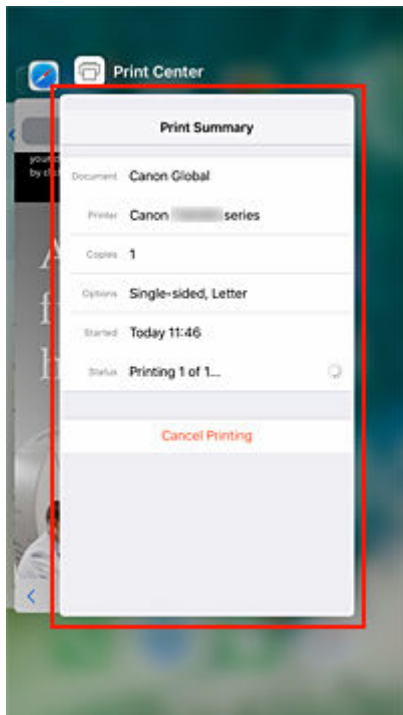 Print Center
Print Summary
Document Canon Global
Printer Canon series
Copies 1
Options Single-sided, Letter
Started Today 11:46
Status Printing 1 of 1...
Cancel Printing